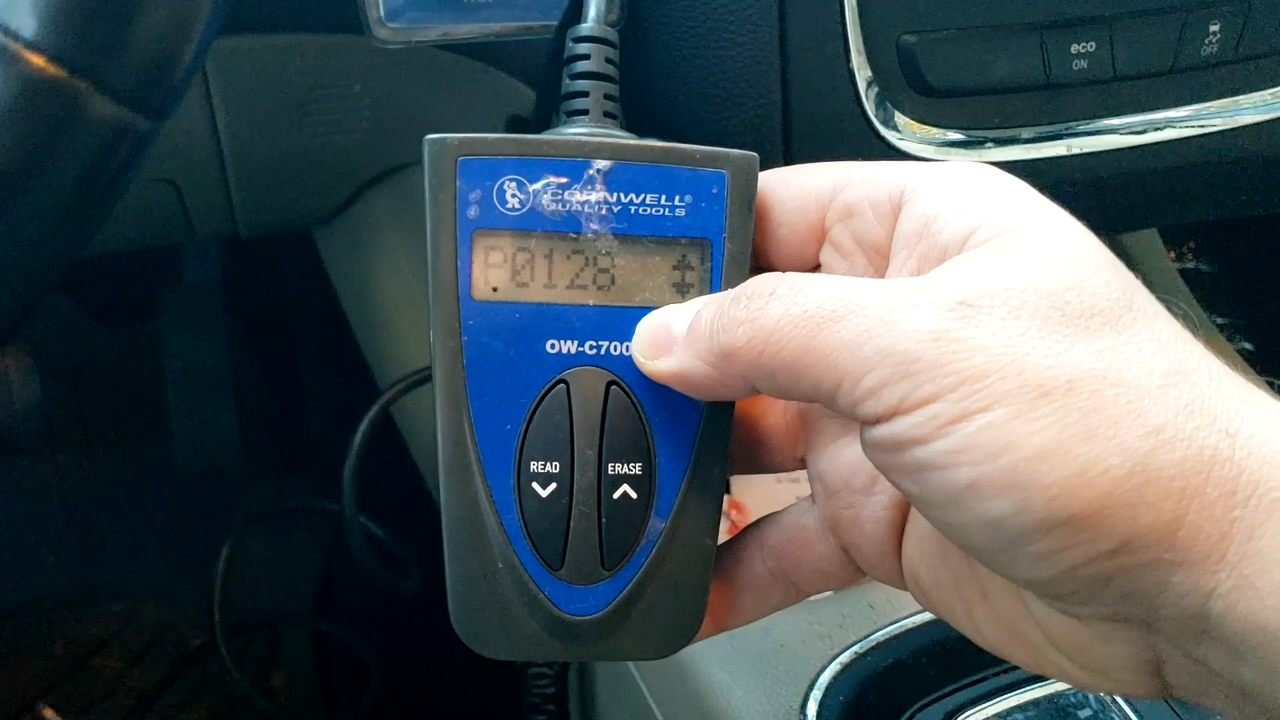 eco
ON
OFF
CORNWELL®
QUALITY TOOLS
P0128
OW-C700
READ
ERASE